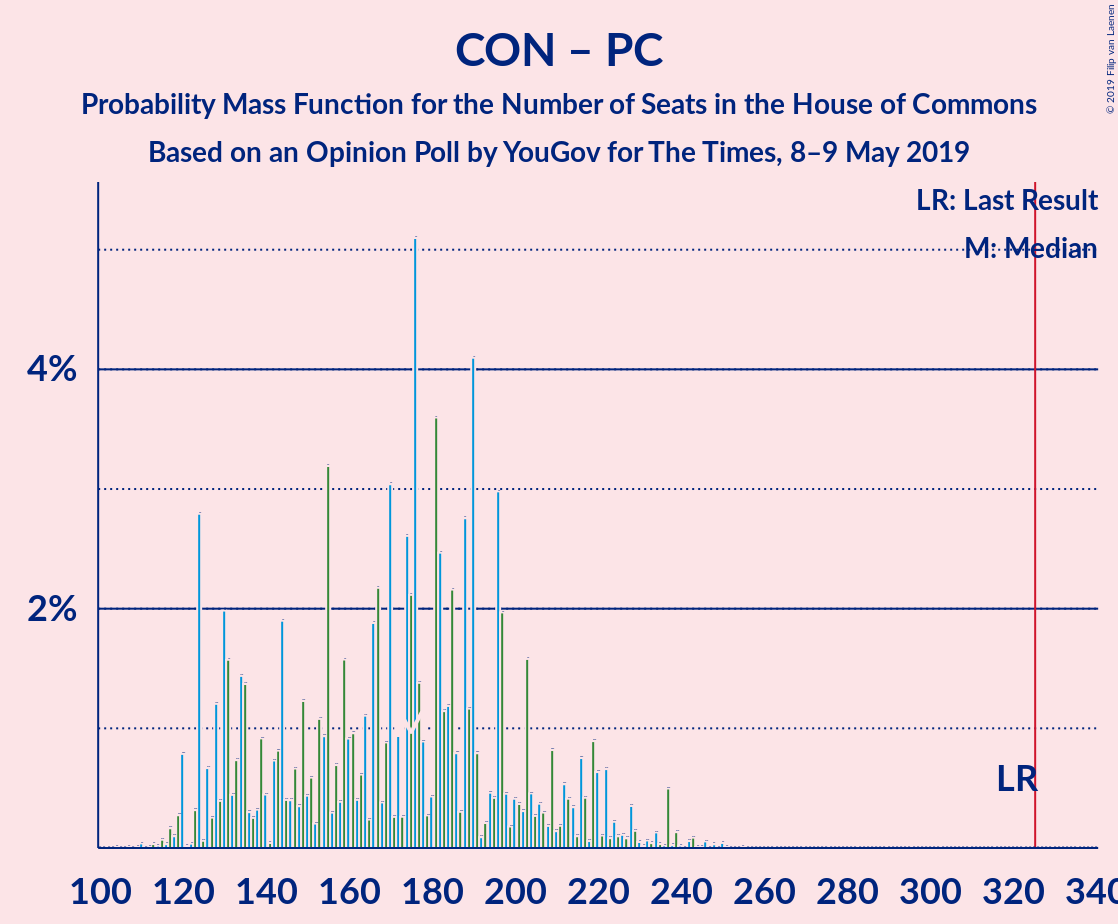 CON – PC
Probability Mass Function for the Number of Seats in the House of Commons
Based on an Opinion Poll by YouGov for The Times, 8–9 May 2019
© 2019 Filip van Laenen
LR: Last Result
M: Median
4%
2%
LR
100 120 140 160 180 200 220 240 260 280 300 320 340